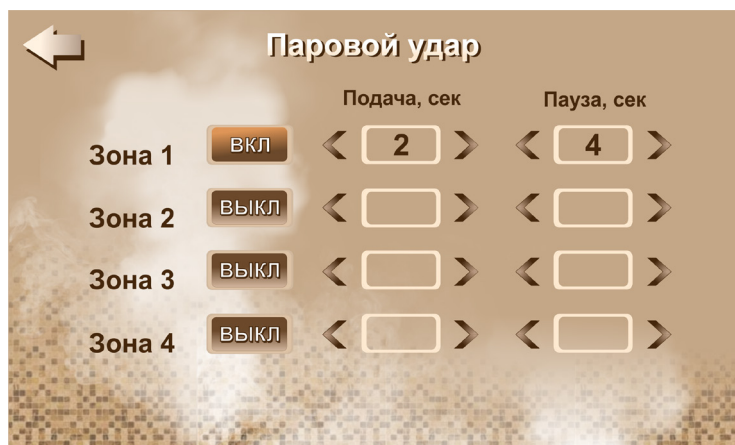 Паровой удар
Подача, сек Пауза, сек
Зона 1 ВКЛ 2 4
Зона 2 ВЫКЛ
Зона 3 ВЫКЛ
Зона 4 ВЫКЛ